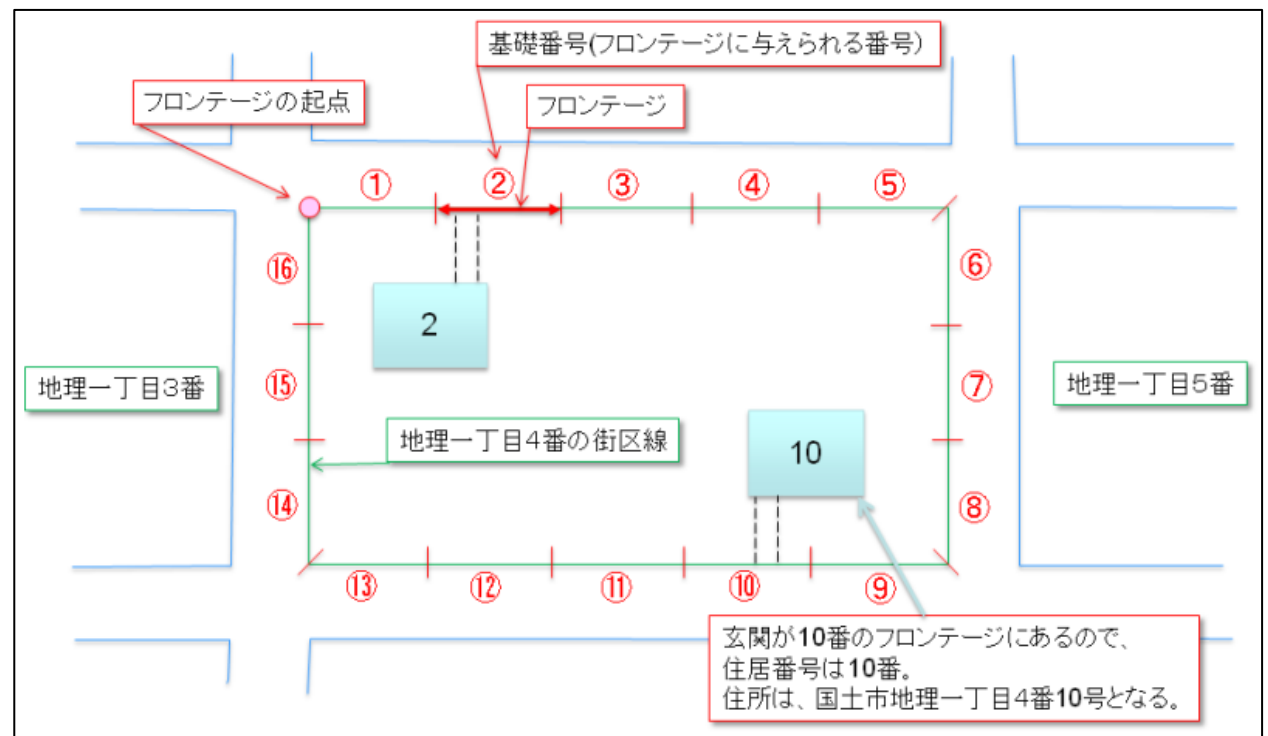 基礎番号(フロンテージに与えられる番号)
フロンテージの起点
フロンテージ
①
②
③
④
⑤
⑯
⑥
2
地理一丁目3番
⑮
⑦
地理一丁目5番
地理一丁目4番の街区線
10
⑭
⑧
⑬
⑫
⑪
⑩
⑨
玄関が10番のフロンテージにあるので、
住居番号は10番。
住所は、国土市地理一丁目4番10号となる。